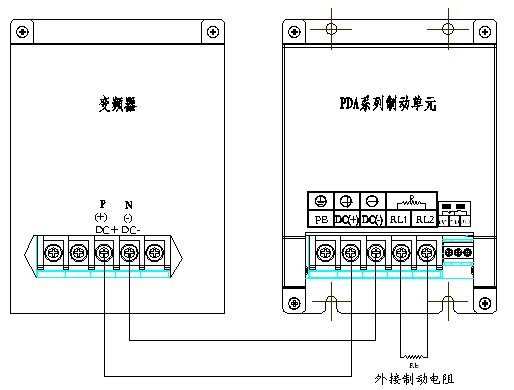 变频器
P N
(+) (-)
DC+ DC-
PDA系列制动单元
R
PE DC(+) DC(-) RL1 RL2
Rb
外接制动电阻